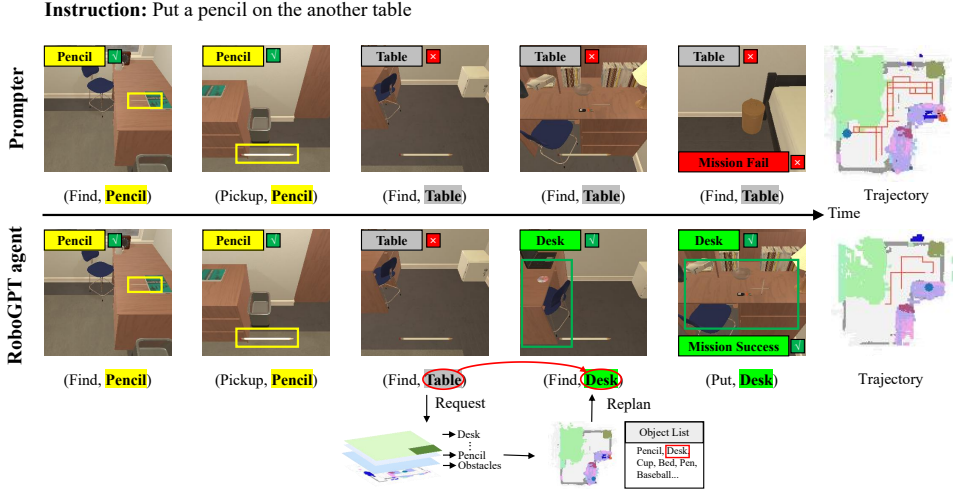 Instruction: Put a pencil on the another table
Prompter
Pencil √
Pencil √
Table ×
Table ×
Table ×
Mission Fail ×
(Find, Pencil)
(Pickup, Pencil)
(Find, Table)
(Find, Table)
(Find, Table)
Trajectory
Time
RoboGPT agent
Pencil √
Pencil √
Table ×
Desk √
Desk √
Mission Success √
(Find, Pencil)
(Pickup, Pencil)
(Find, Table)
(Find, Desk)
(Put, Desk)
Trajectory
Request
Replan
Desk
⋮
Pencil
Obstacles
Object List
Pencil, Desk,
Cup, Bed, Pen,
Baseball...